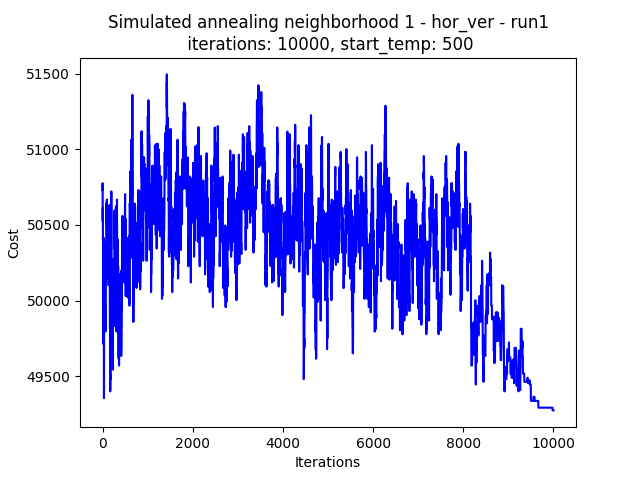 Simulated annealing neighborhood 1 - hor_ver - run1
iterations: 10000, start_temp: 500
51500
51000
50500
50000
49500
Cost
0 2000 4000 6000 8000 10000
Iterations